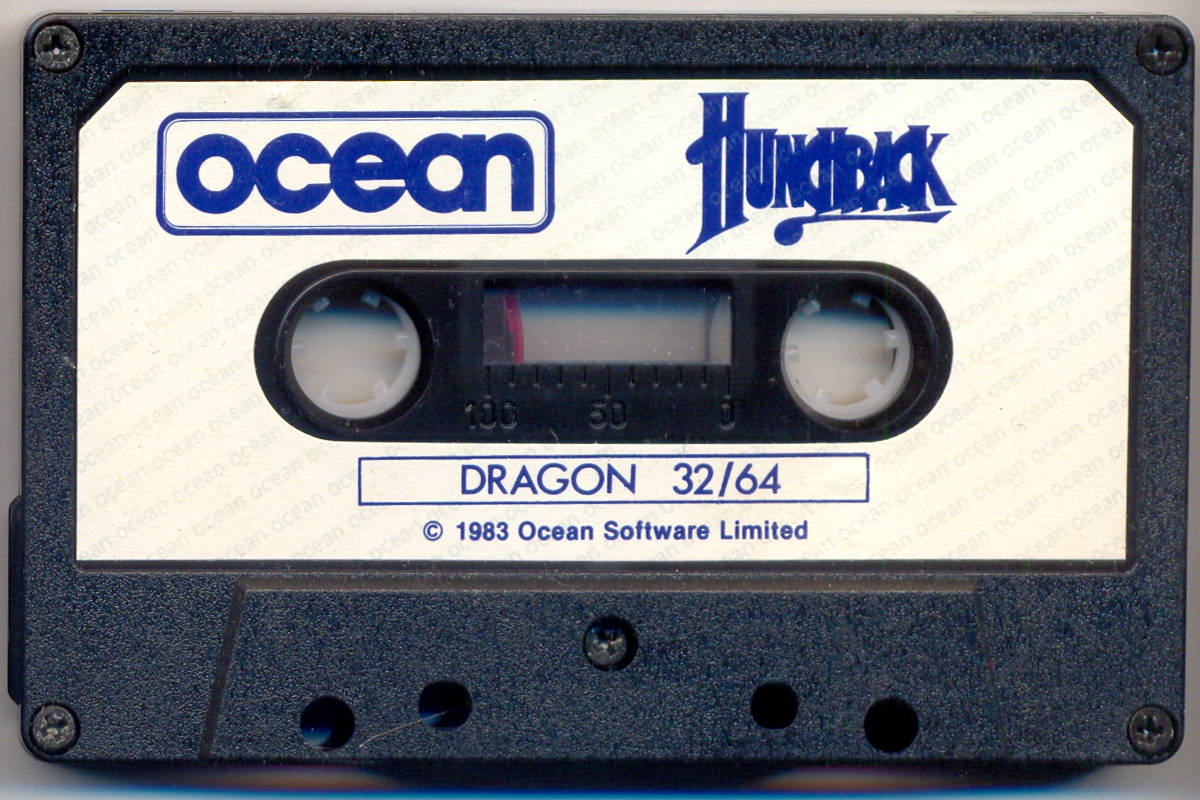 ocean HUNCHBACK
100 50 0
DRAGON 32/64
© 1983 Ocean Software Limited